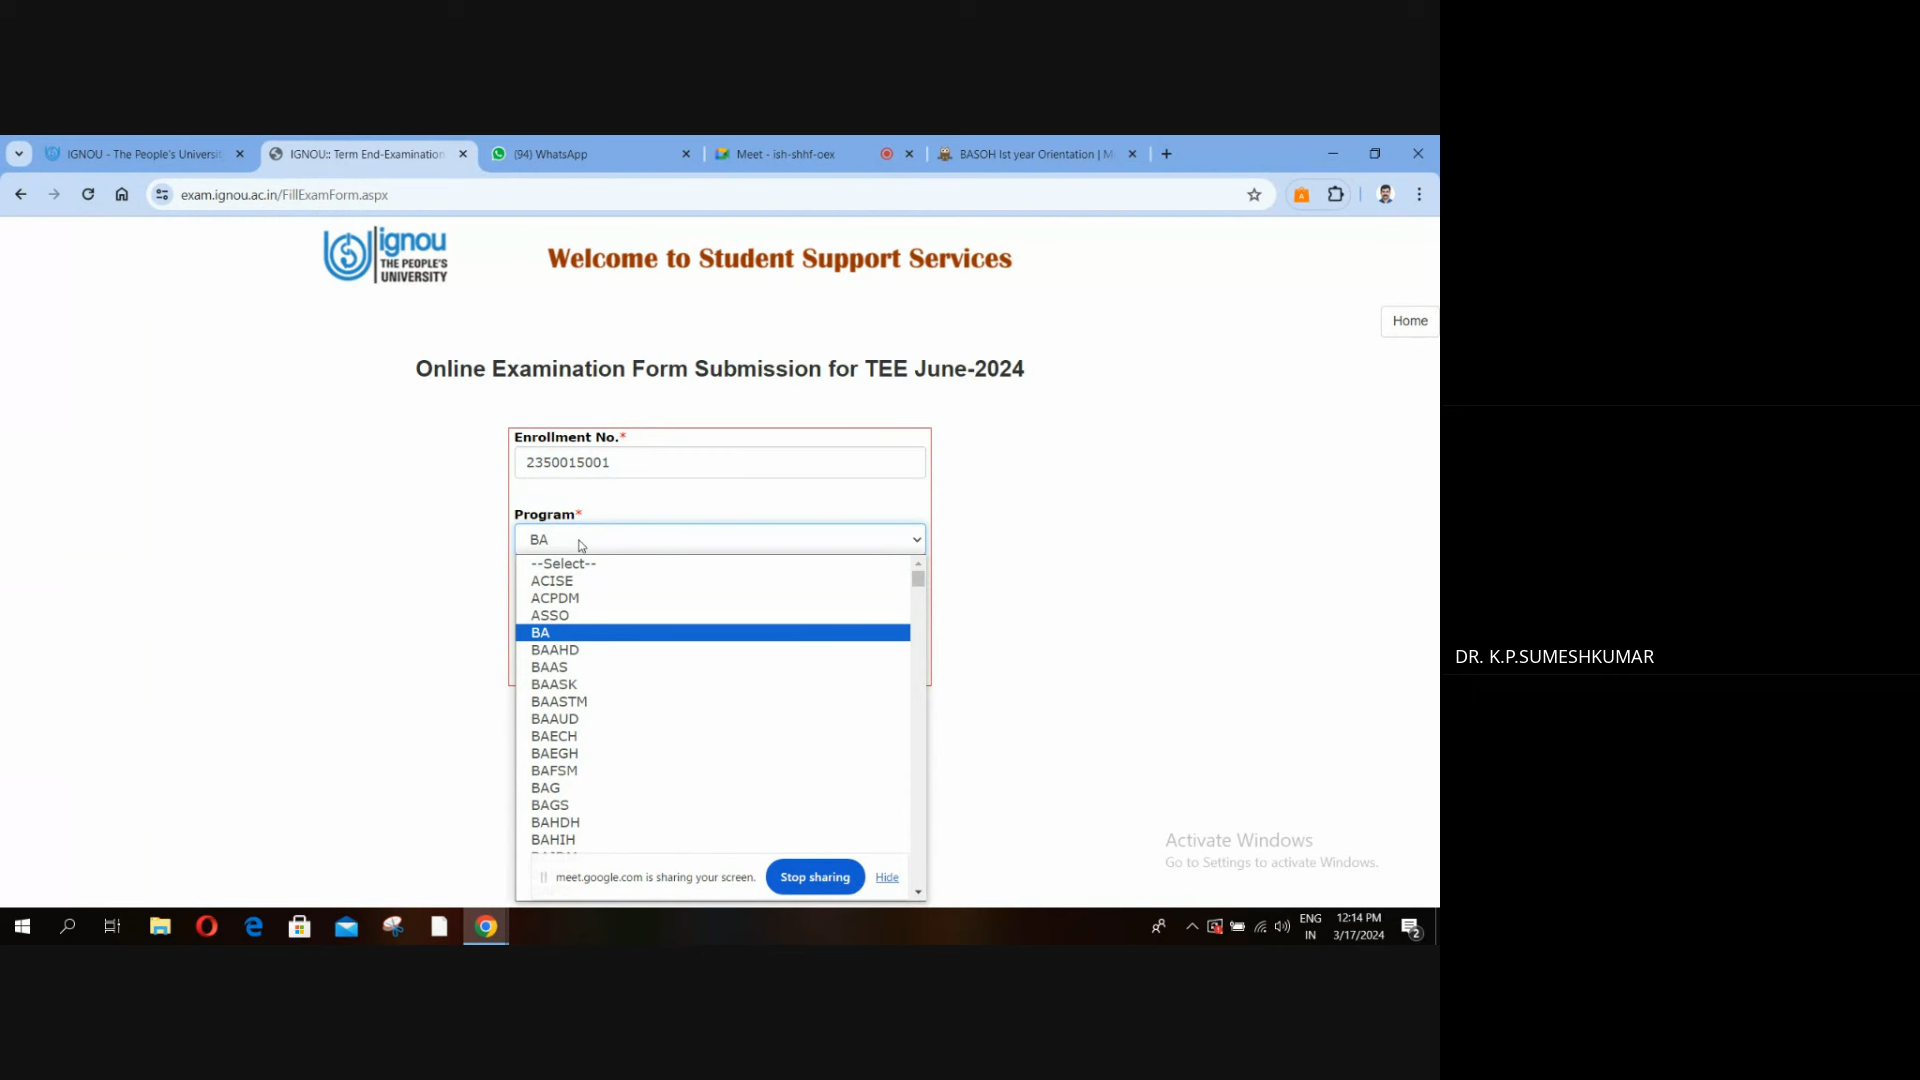 IGNOU - The People's Universit
IGNOU:: Term End-Examination
(94) WhatsApp
Meet - ish-shhf-oex
BASOH Ist year Orientation | M
exam.ignou.ac.in/FillExamForm.aspx
ignou
THE PEOPLE'S
UNIVERSITY
Welcome to Student Support Services
Home
Online Examination Form Submission for TEE June-2024
Enrollment No.*
2350015001
Program*
BA
--Select--
ACISE
ACPDM
ASSO
BA
BAAHD
BAAS
BAASK
BAASTM
BAAUD
BAECH
BAEGH
BAFSM
BAG
BAGS
BAHDH
BAHIH
meet.google.com is sharing your screen.
Stop sharing
Hide
Activate Windows
Go to Settings to activate Windows.
DR. K.P.SUMESHKUMAR
ENG
IN
12:14 PM
3/17/2024
2